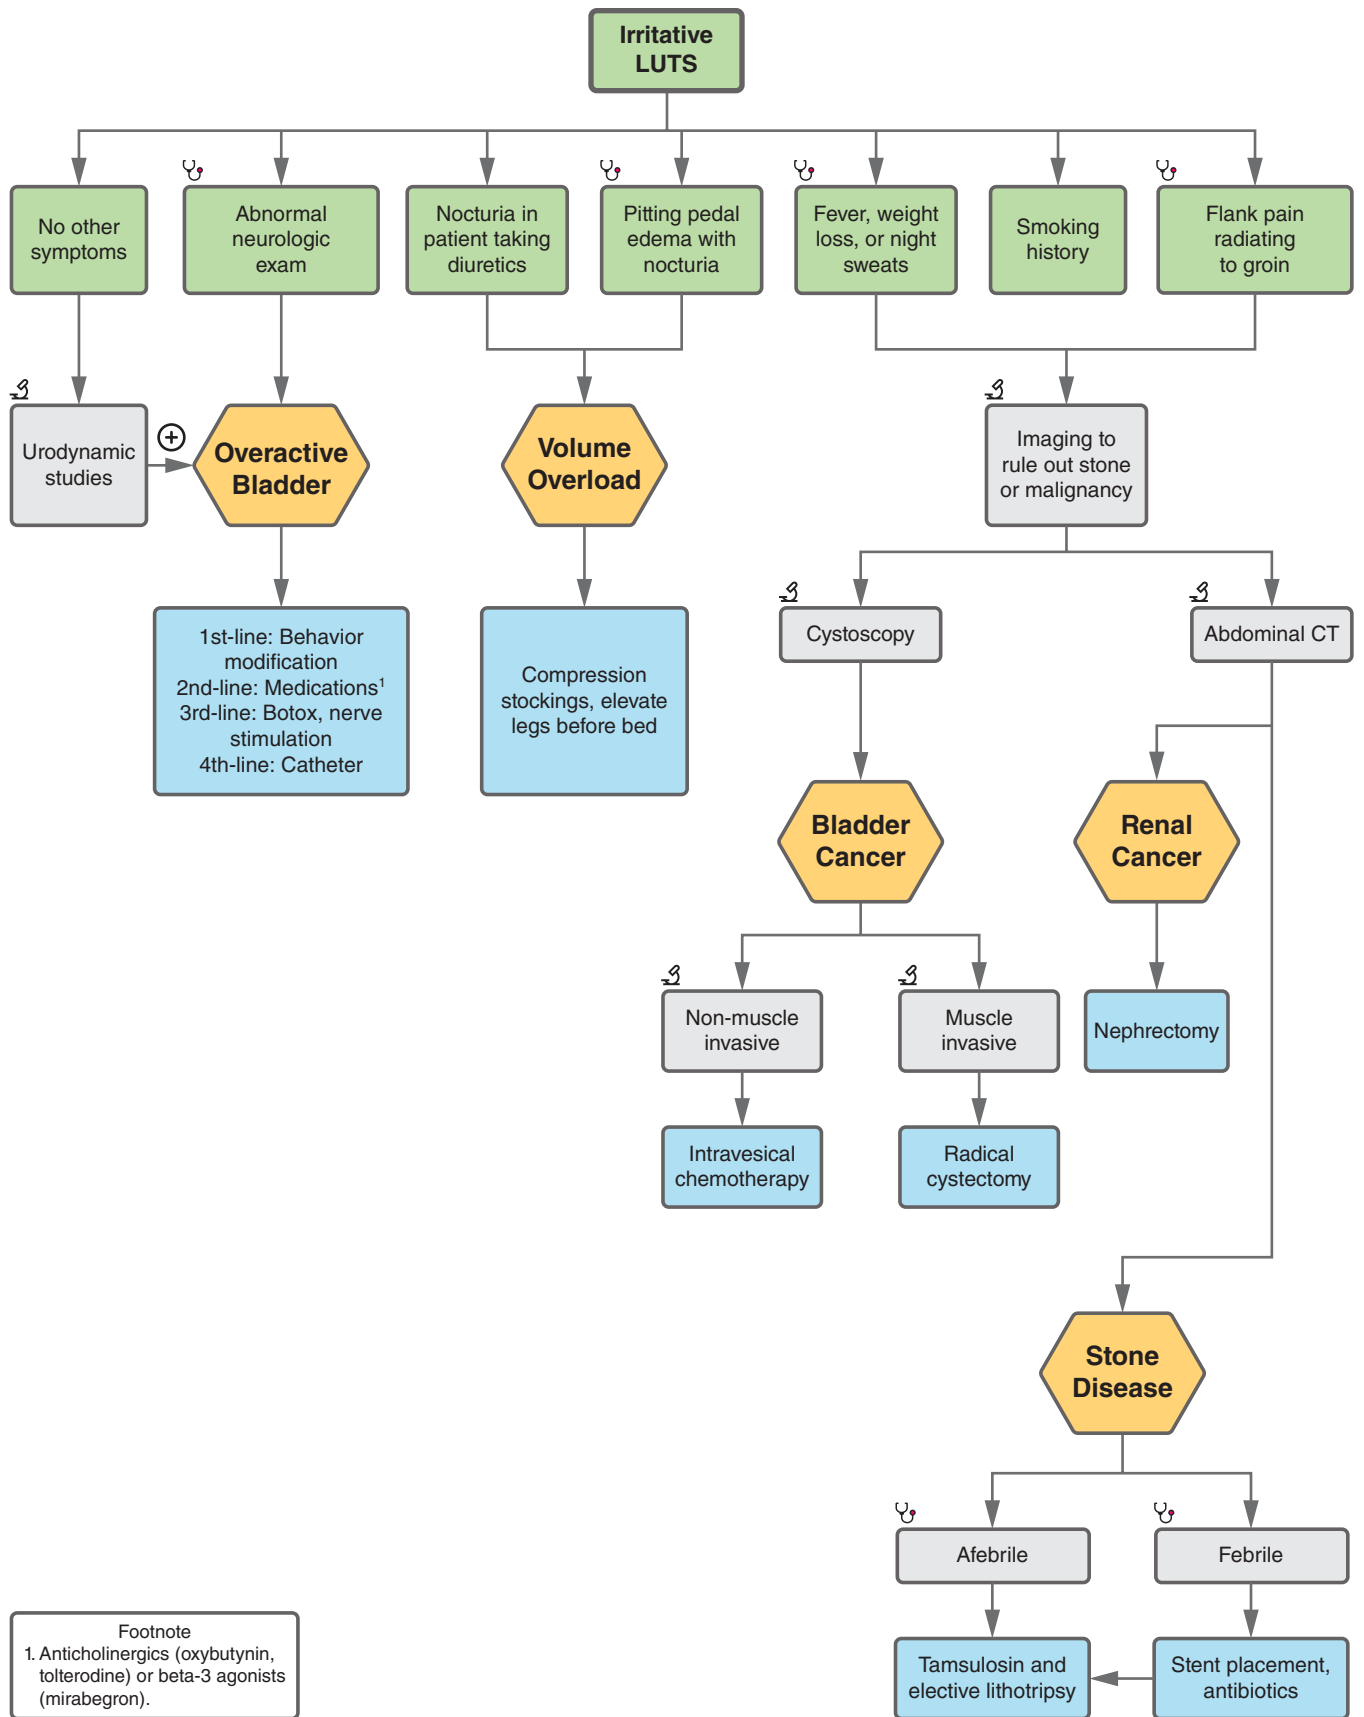 Irritative
LUTS
No other
symptoms
Abnormal
neurologic
exam
Nocturia in
patient taking
diuretics
Pitting pedal
edema with
nocturia
Fever, weight
loss, or night
sweats
Smoking
history
Flank pain
radiating
to groin
Urodynamic
studies
+
Overactive
Bladder
Volume
Overload
Imaging to
rule out stone
or malignancy
1st-line: Behavior
modification
2nd-line: Medications¹
3rd-line: Botox, nerve
stimulation
4th-line: Catheter
Compression
stockings, elevate
legs before bed
Cystoscopy
Abdominal CT
Bladder
Cancer
Renal
Cancer
Non-muscle
invasive
Muscle
invasive
Nephrectomy
Intravesical
chemotherapy
Radical
cystectomy
Stone
Disease
Afebrile
Febrile
Tamsulosin and
elective lithotripsy
Stent placement,
antibiotics
Footnote
1. Anticholinergics (oxybutynin,
tolterodine) or beta-3 agonists
(mirabegron).